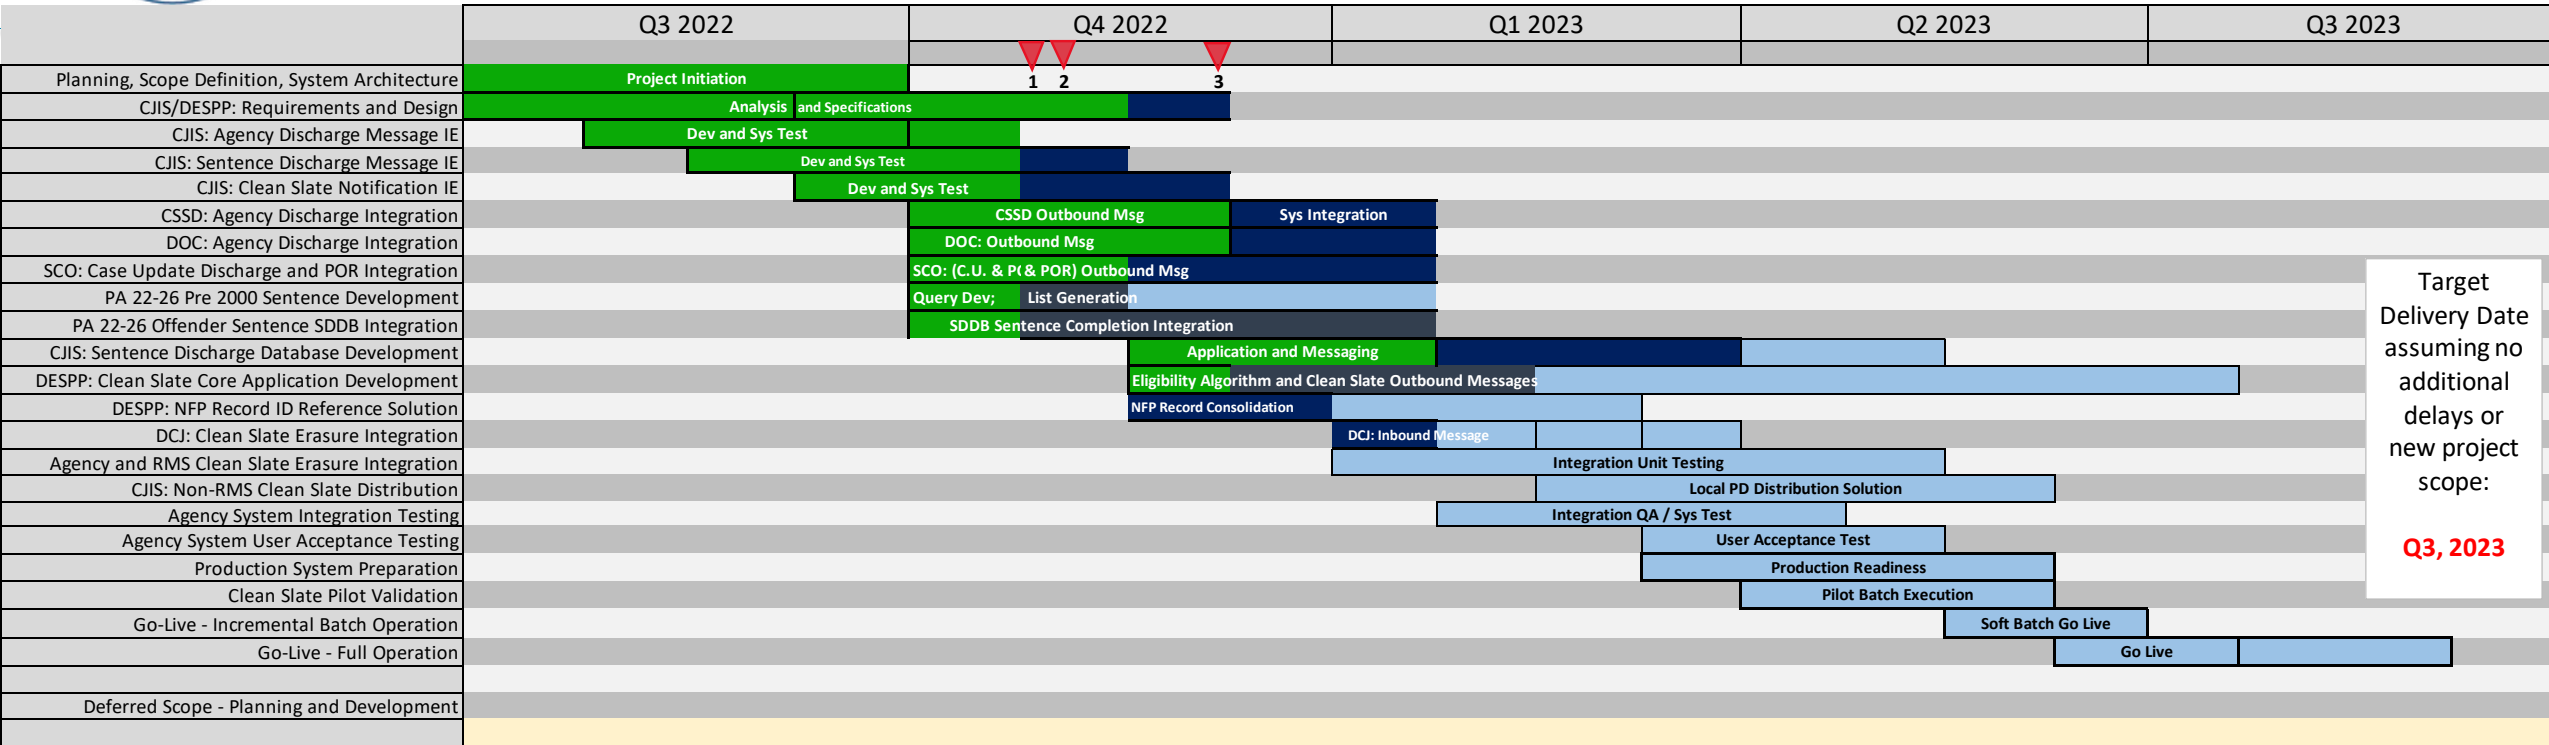 Q3 2022 Q4 2022 Q1 2023 Q2 2023 Q3 2023
Planning, Scope Definition, System Architecture Project Initiation 1 2 3
CJIS/DESPP: Requirements and Design Analysis and Specifications
CJIS: Agency Discharge Message IE Dev and Sys Test
CJIS: Sentence Discharge Message IE Dev and Sys Test
CJIS: Clean Slate Notification IE Dev and Sys Test
CSSD: Agency Discharge Integration CSSD Outbound Msg Sys Integration
DOC: Agency Discharge Integration DOC: Outbound Msg
SCO: Case Update Discharge and POR Integration SCO: (C.U. & P( & POR) Outbound Msg
PA 22-26 Pre 2000 Sentence Development Query Dev; List Generation
PA 22-26 Offender Sentence SDDB Integration SDDB Sentence Completion Integration
CJIS: Sentence Discharge Database Development Application and Messaging
DESPP: Clean Slate Core Application Development Eligibility Algorithm and Clean Slate Outbound Messages
DESPP: NFP Record ID Reference Solution NFP Record Consolidation
DCJ: Clean Slate Erasure Integration DCJ: Inbound Message
Agency and RMS Clean Slate Erasure Integration Integration Unit Testing
CJIS: Non-RMS Clean Slate Distribution Local PD Distribution Solution
Agency System Integration Testing Integration QA / Sys Test
Agency System User Acceptance Testing User Acceptance Test
Production System Preparation Production Readiness
Clean Slate Pilot Validation Pilot Batch Execution
Go-Live - Incremental Batch Operation Soft Batch Go Live
Go-Live - Full Operation Go Live
Deferred Scope - Planning and Development
Target
Delivery Date
assuming no
additional
delays or
new project
scope:
Q3, 2023